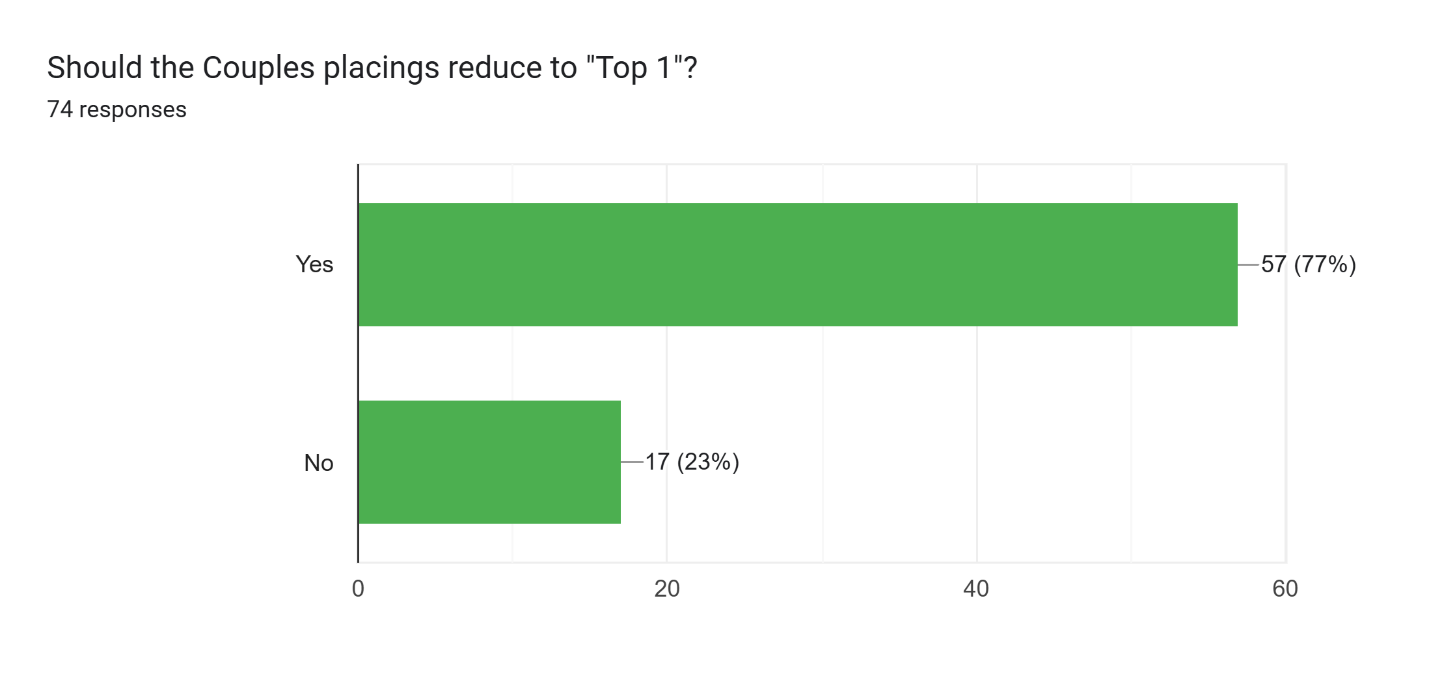 Should the Couples placings reduce to "Top 1"?
74 responses
Yes
57 (77%)
No
17 (23%)
0
20
40
60